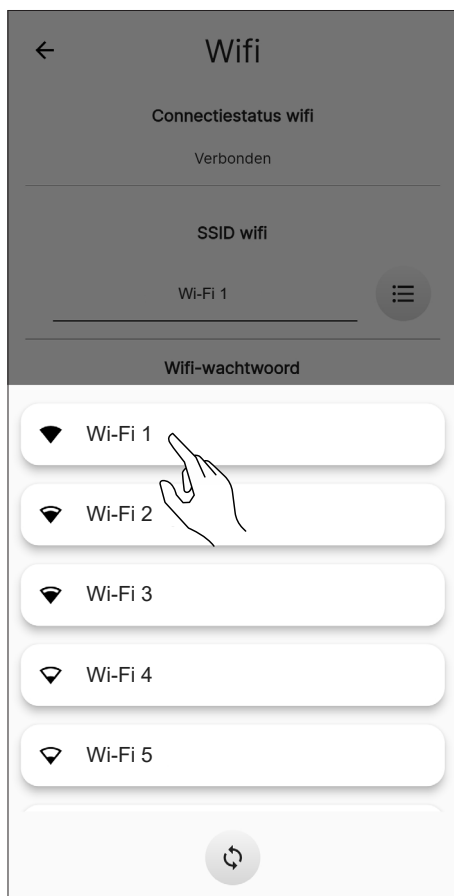 Wifi
Connectiestatus wifi
Verbonden
SSID wifi
Wi-Fi 1
Wifi-wachtwoord
Wi-Fi 1
Wi-Fi 2
Wi-Fi 3
Wi-Fi 4
Wi-Fi 5